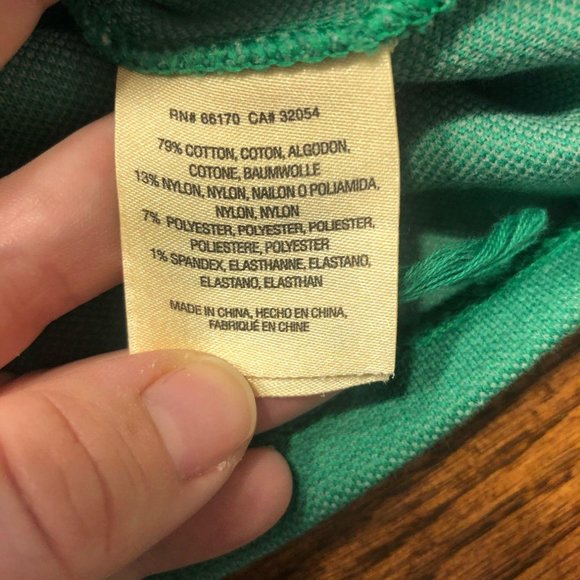 RN# 66170 CA# 32054
79% COTTON, COTON, ALGODON,
COTONE, BAUMWOLLE
13% NYLON, NYLON, NAILON O POLIAMIDA,
NYLON, NYLON
7% POLYESTER, POLYESTER, POLIESTER,
POLIESTERE, POLYESTER
1% SPANDEX, ELASTHANNE, ELASTANO,
ELASTANO, ELASTHAN
MADE IN CHINA, HECHO EN CHINA,
FABRIQUÉ EN CHINE